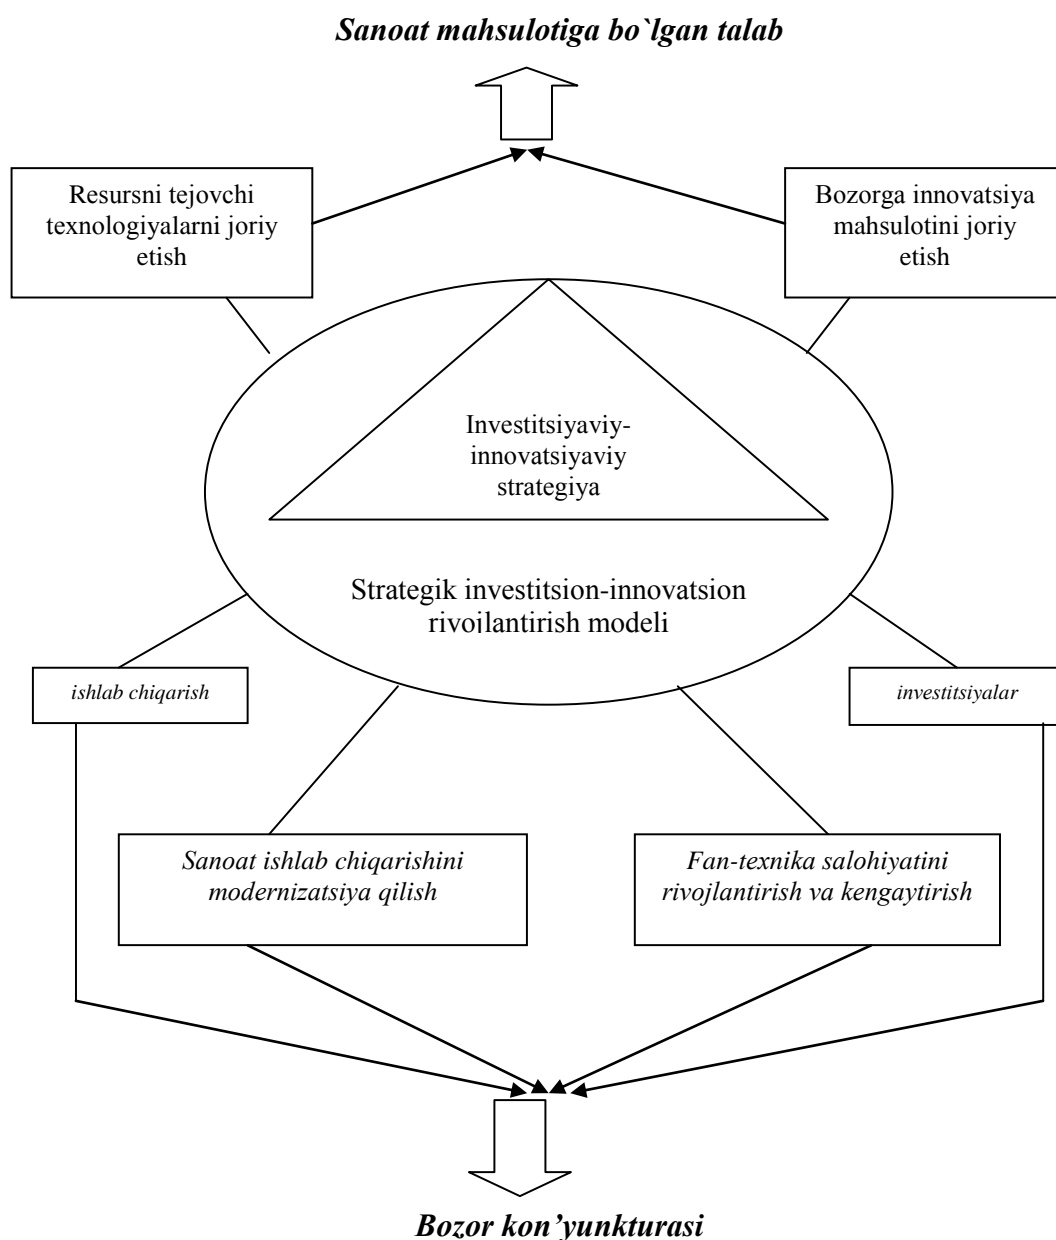 Sanoat mahsulotiga bo`lgan talab
Resursni tejovchi
texnologiyalarni joriy
etish
Bozorga innovatsiya
mahsulotini joriy
etish
Investitsiyaviy-
innovatsiyaviy
strategiya
Strategik investitsion-innovatsion
rivojlantirish modeli
ishlab chiqarish
investitsiyalar
Sanoat ishlab chiqarishini
modernizatsiya qilish
Fan-texnika salohiyatini
rivojlantirish va kengaytirish
Bozor kon’yunkturasi